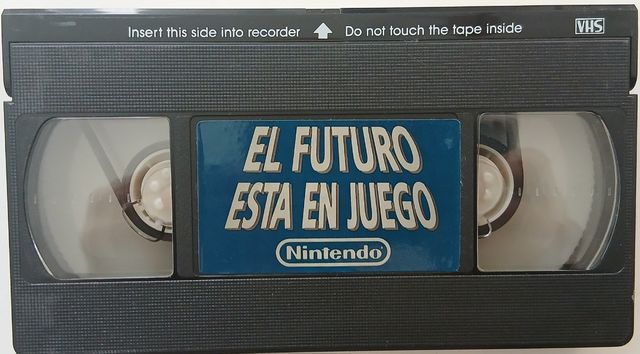 Insert this side into recorder Do not touch the tape inside VHS
EL FUTURO
ESTA EN JUEGO
Nintendo